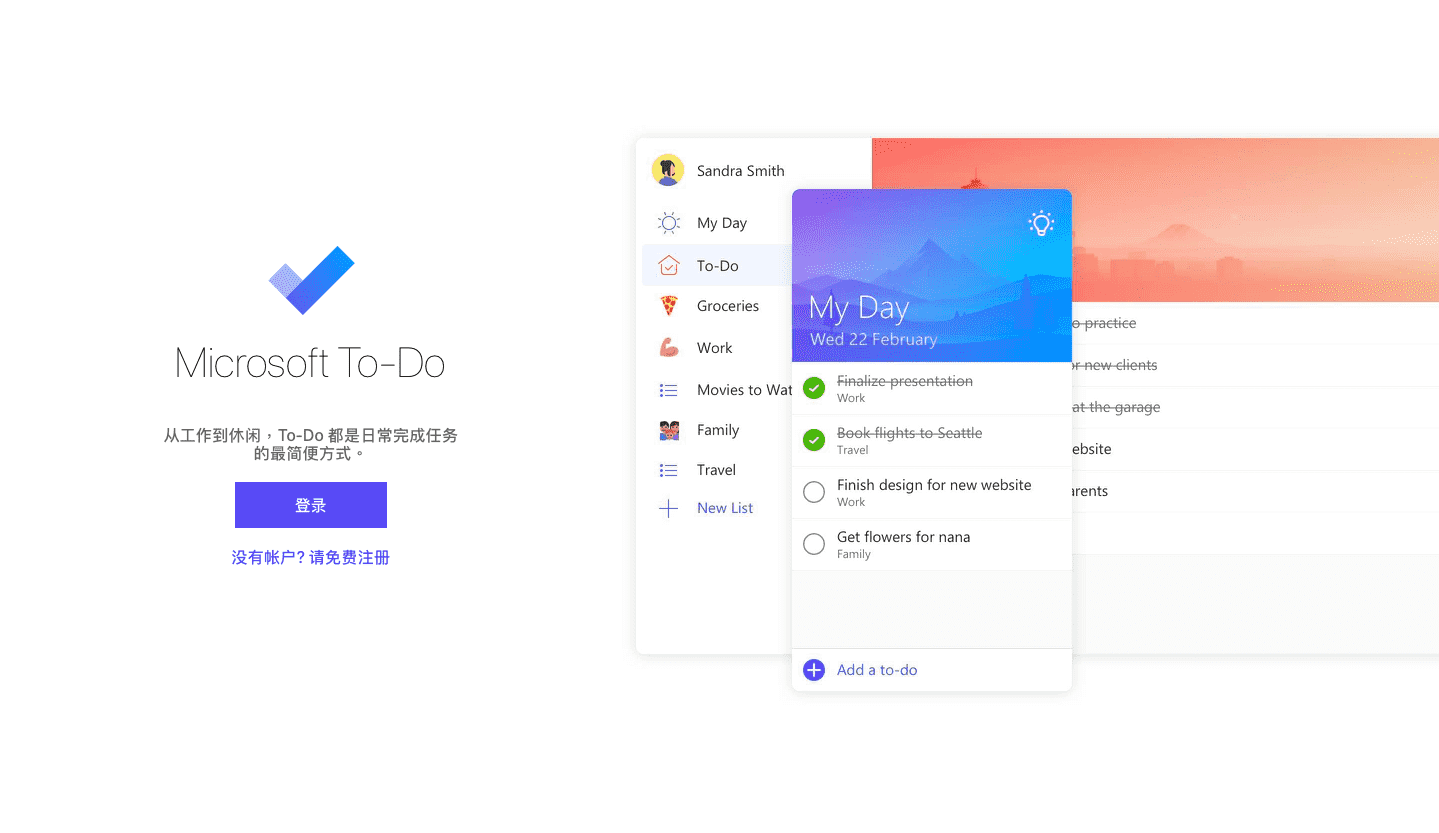 Microsoft To-Do
从工作到休闲，To-Do 都是日常完成任务
的最简便方式。
登录
没有帐户? 请免费注册
Sandra Smith
My Day
To-Do
Groceries
Work
Movies to Wat
Family
Travel
New List
My Day
Wed 22 February
Finalize presentation
Work
Book flights to Seattle
Travel
Finish design for new website
Work
Get flowers for nana
Family
Add a to-do
o practice
or new clients
at the garage
ebsite
arents